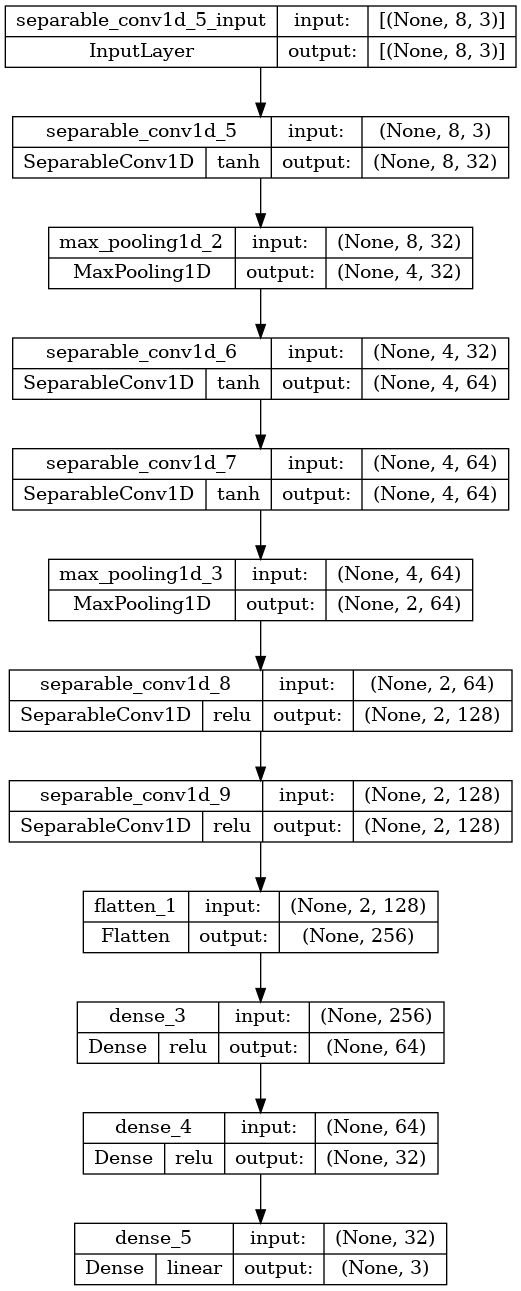 separable_conv1d_5_input input: [(None, 8, 3)]
InputLayer output: [(None, 8, 3)]
separable_conv1d_5 input: (None, 8, 3)
SeparableConv1D tanh output: (None, 8, 32)
max_pooling1d_2 input: (None, 8, 32)
MaxPooling1D output: (None, 4, 32)
separable_conv1d_6 input: (None, 4, 32)
SeparableConv1D tanh output: (None, 4, 64)
separable_conv1d_7 input: (None, 4, 64)
SeparableConv1D tanh output: (None, 4, 64)
max_pooling1d_3 input: (None, 4, 64)
MaxPooling1D output: (None, 2, 64)
separable_conv1d_8 input: (None, 2, 64)
SeparableConv1D relu output: (None, 2, 128)
separable_conv1d_9 input: (None, 2, 128)
SeparableConv1D relu output: (None, 2, 128)
flatten_1 input: (None, 2, 128)
Flatten output: (None, 256)
dense_3 input: (None, 256)
Dense relu output: (None, 64)
dense_4 input: (None, 64)
Dense relu output: (None, 32)
dense_5 input: (None, 32)
Dense linear output: (None, 3)